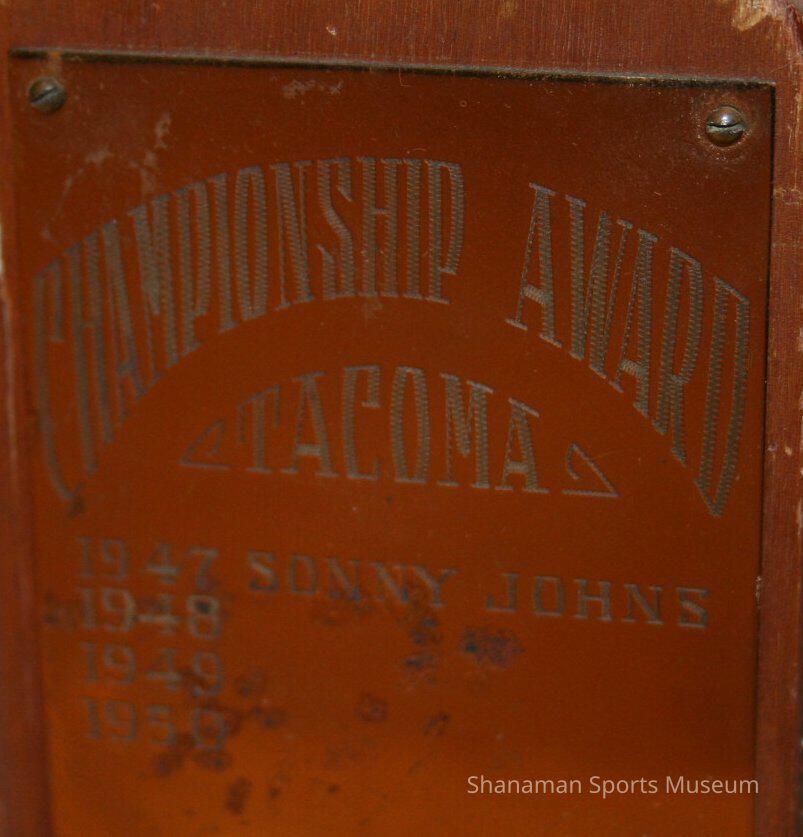 CHAMPIONSHIP AWARD
TACOMA
1947 SONNY JOHNS
1948
1949
1950
Shanaman Sports Museum